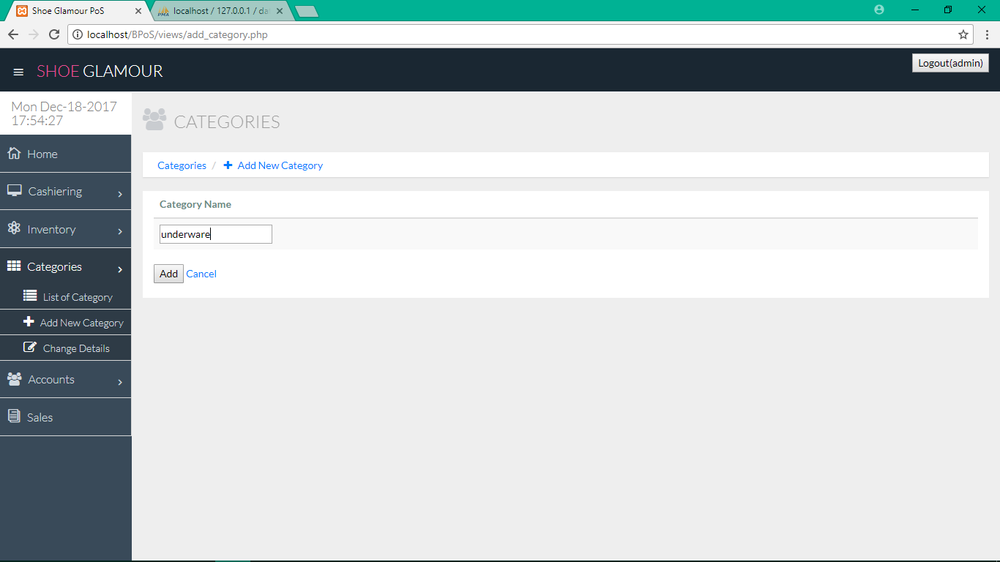 Shoe Glamour PoS
localhost / 127.0.0.1 / da
localhost/BPoS/views/add_category.php
SHOE GLAMOUR
Logout(admin)
Mon Dec-18-2017
17:54:27
CATEGORIES
Home
Categories / Add New Category
Cashiering
Category Name
Inventory
underware
Categories
Add Cancel
List of Category
Add New Category
Change Details
Accounts
Sales